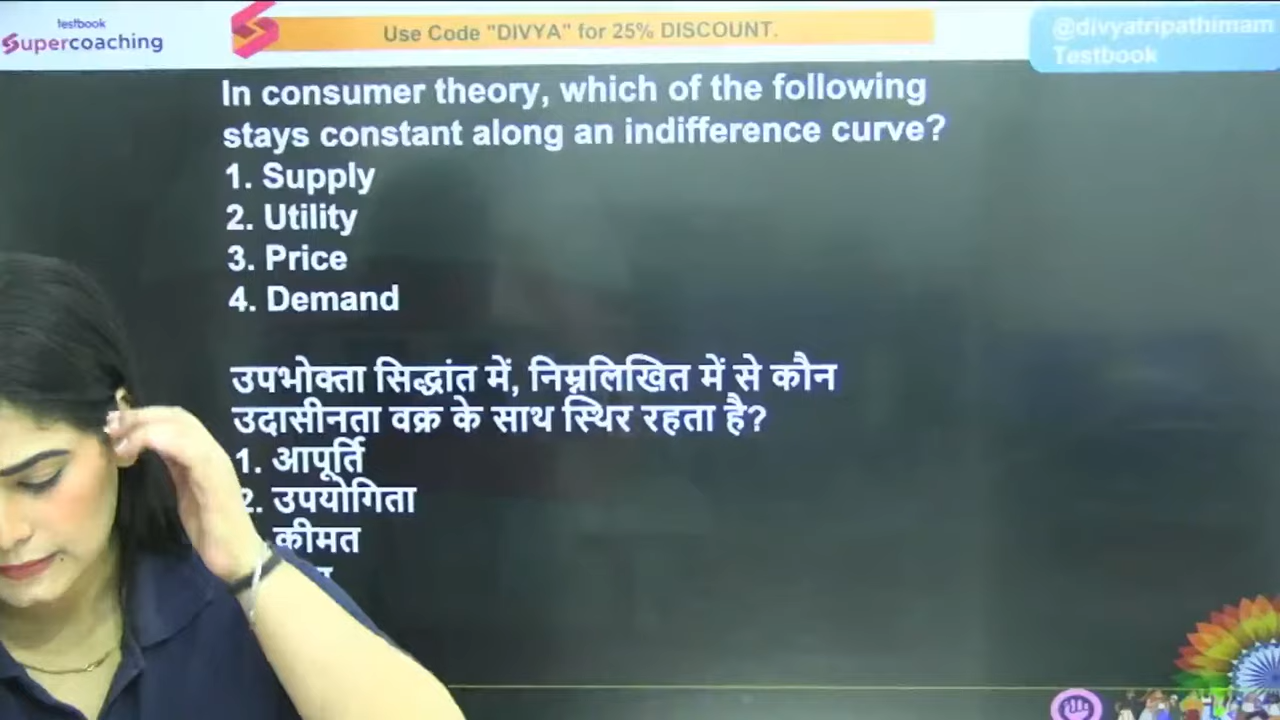 testbook
Supercoaching
Use Code "DIVYA" for 25% DISCOUNT.
@divyatripathimam
Testbook
In consumer theory, which of the following
stays constant along an indifference curve?
1. Supply
2. Utility
3. Price
4. Demand
उपभोक्ता सिद्धांत में, निम्नलिखित में से कौन
उदासीनता वक्र के साथ स्थिर रहता है?
1. आपूर्ति
2. उपयोगिता
कीमत